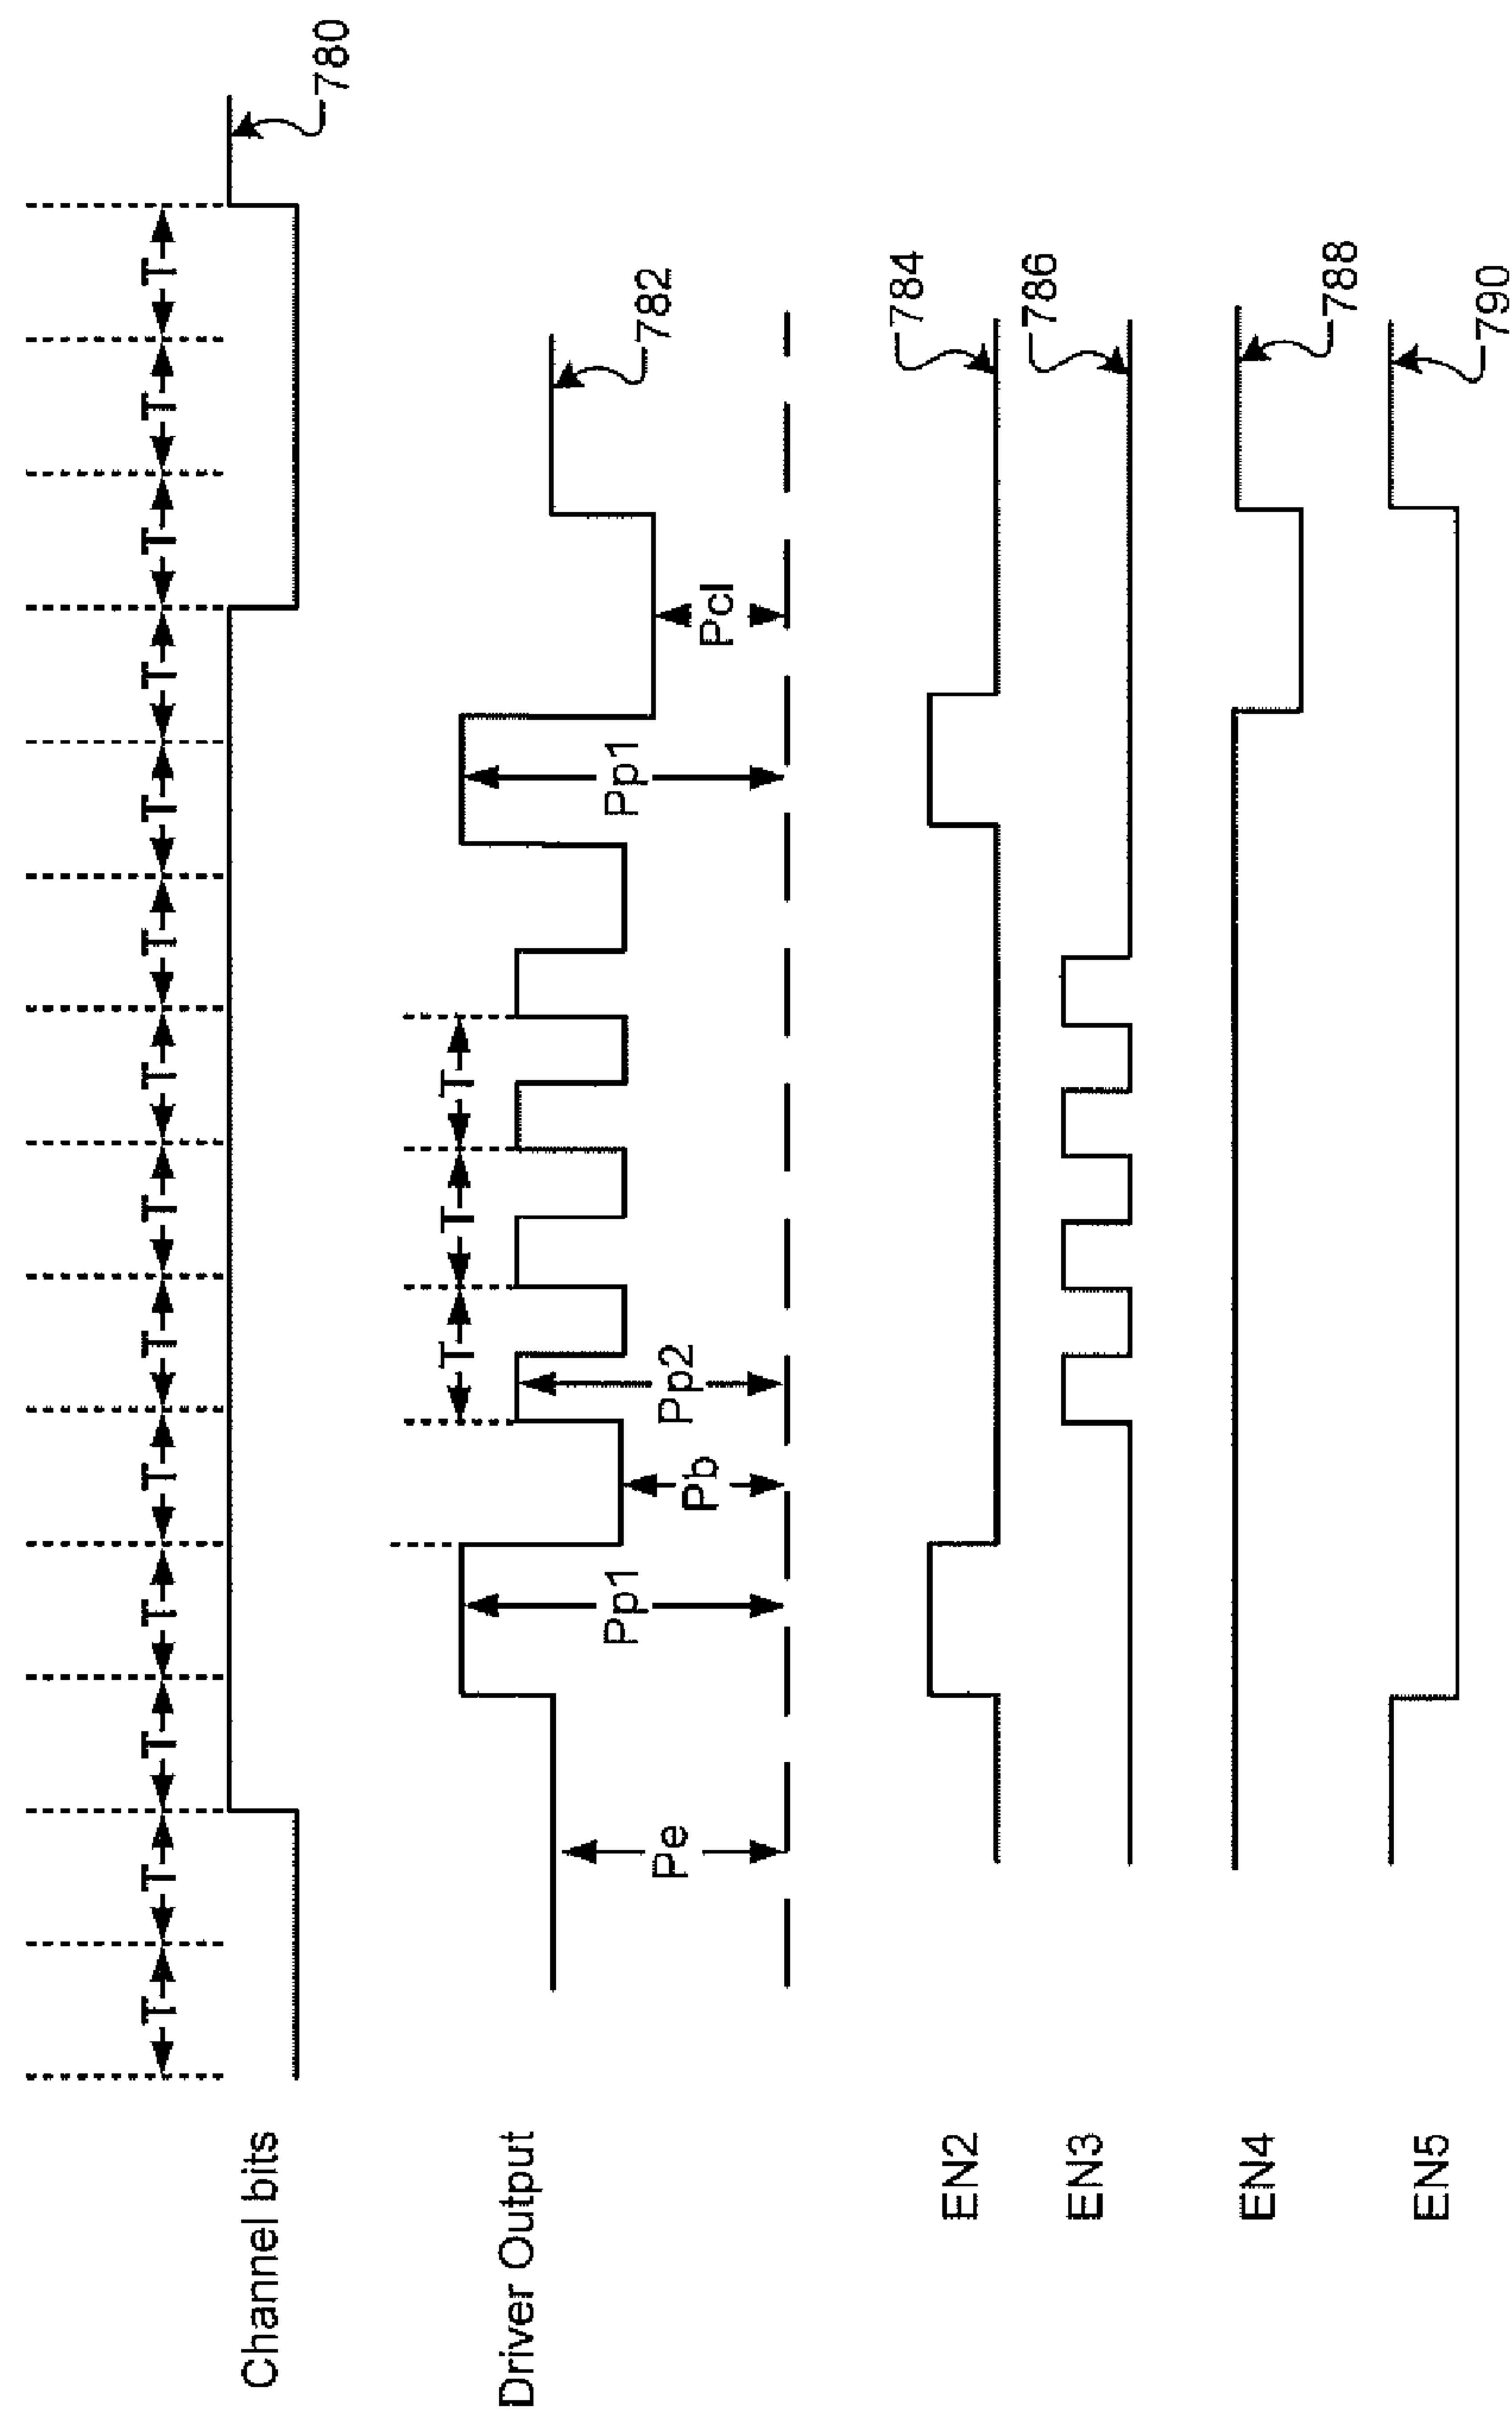 T T T T T T T T T T T T T T
Channel bits
780
T T T
Driver Output
782
Pe
Pp1
Pb
Pp2
Pp1
Pcl
EN2
784
EN3
786
EN4
788
EN5
790